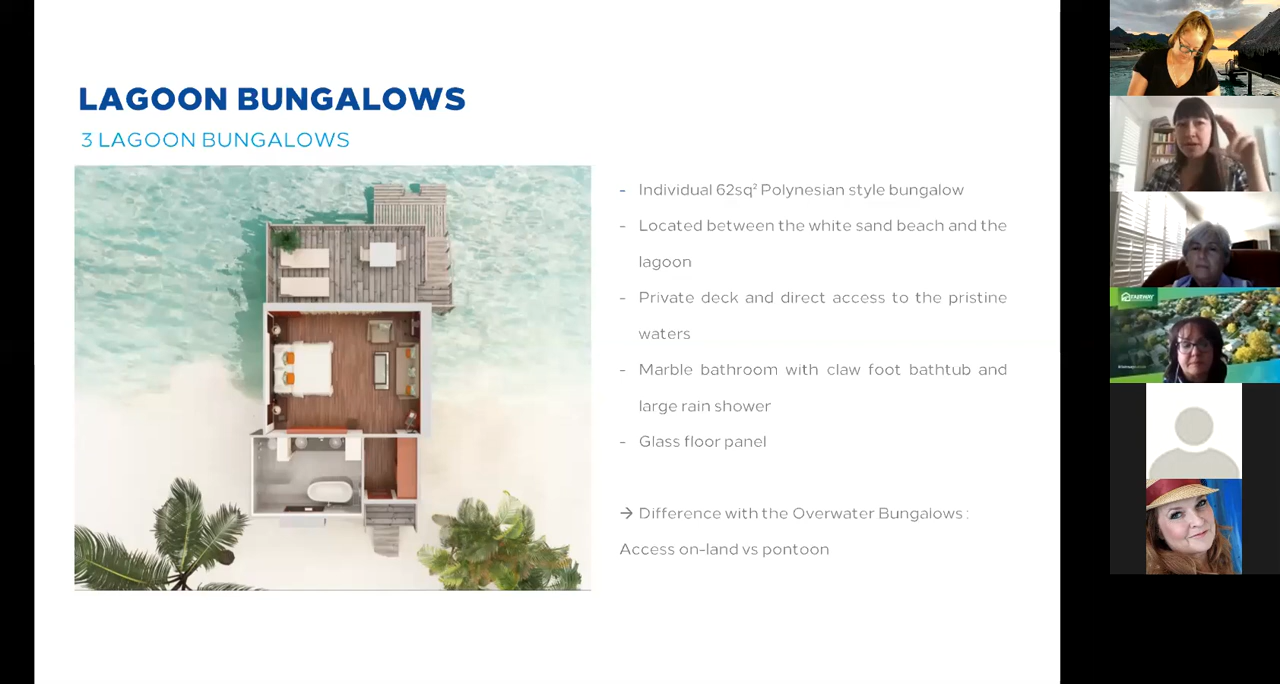 LAGOON BUNGALOWS
3 LAGOON BUNGALOWS
- Individual 62sq² Polynesian style bungalow
- Located between the white sand beach and the
lagoon
- Private deck and direct access to the pristine
waters
- Marble bathroom with claw foot bathtub and
large rain shower
- Glass floor panel
→ Difference with the Overwater Bungalows :
Access on-land vs pontoon